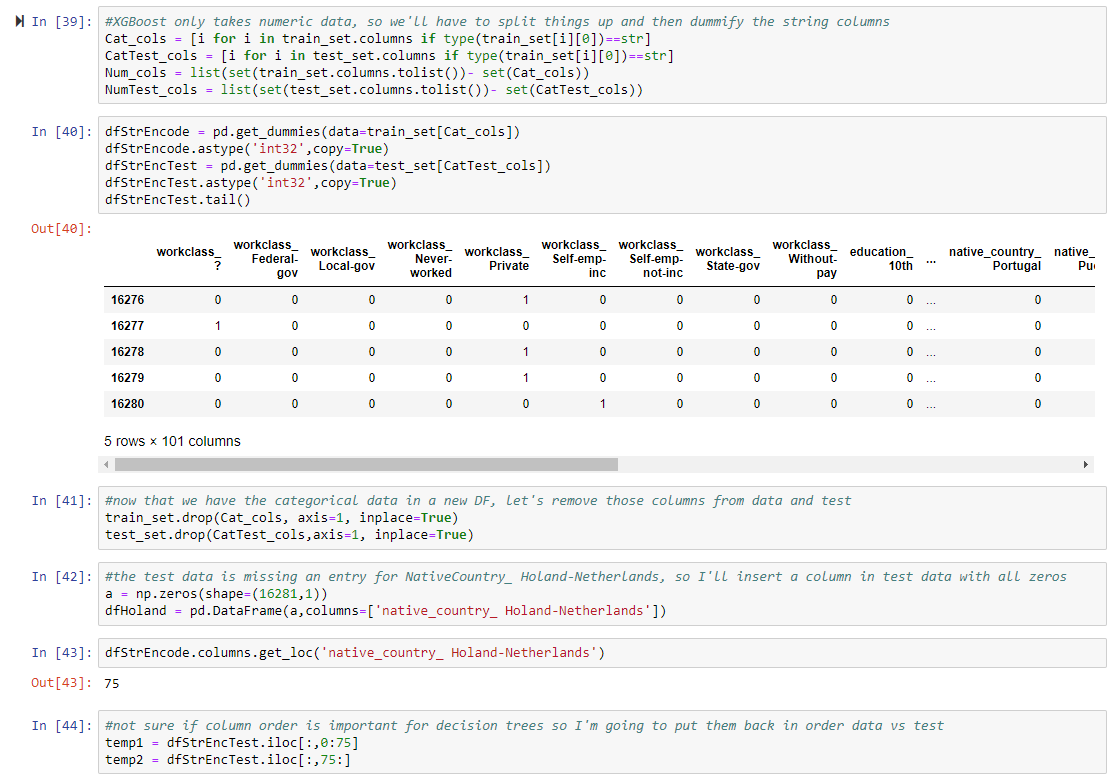 In [39]: #XGBoost only takes numeric data, so we'll have to split things up and then dummify the string columns
Cat_cols = [i for i in train_set.columns if type(train_set[i][0])==str]
CatTest_cols = [i for i in test_set.columns if type(train_set[i][0])==str]
Num_cols = list(set(train_set.columns.tolist())- set(Cat_cols))
NumTest_cols = list(set(test_set.columns.tolist())- set(CatTest_cols))
In [40]: dfStrEncode = pd.get_dummies(data=train_set[Cat_cols])
dfStrEncode.astype('int32',copy=True)
dfStrEncTest = pd.get_dummies(data=test_set[CatTest_cols])
dfStrEncTest.astype('int32',copy=True)
dfStrEncTest.tail()
Out[40]:
workclass_ ? workclass_ Federal-gov workclass_ Local-gov workclass_ Never-worked workclass_ Private workclass_ Self-emp-inc workclass_ Self-emp-not-inc workclass_ State-gov workclass_ Without-pay education_ 10th ... native_country_ Portugal native_
16276 0 0 0 0 1 0 0 0 0 0 ... 0
16277 1 0 0 0 0 0 0 0 0 0 ... 0
16278 0 0 0 0 1 0 0 0 0 0 ... 0
16279 0 0 0 0 1 0 0 0 0 0 ... 0
16280 0 0 0 0 0 1 0 0 0 0 ... 0
5 rows × 101 columns
In [41]: #now that we have the categorical data in a new DF, let's remove those columns from data and test
train_set.drop(Cat_cols, axis=1, inplace=True)
test_set.drop(CatTest_cols,axis=1, inplace=True)
In [42]: #the test data is missing an entry for NativeCountry_ Holand-Netherlands, so I'll insert a column in test data with all zeros
a = np.zeros(shape=(16281,1))
dfHoland = pd.DataFrame(a,columns=['native_country_ Holand-Netherlands'])
In [43]: dfStrEncode.columns.get_loc('native_country_ Holand-Netherlands')
Out[43]: 75
In [44]: #not sure if column order is important for decision trees so I'm going to put them back in order data vs test
temp1 = dfStrEncTest.iloc[:,0:75]
temp2 = dfStrEncTest.iloc[:,75:]